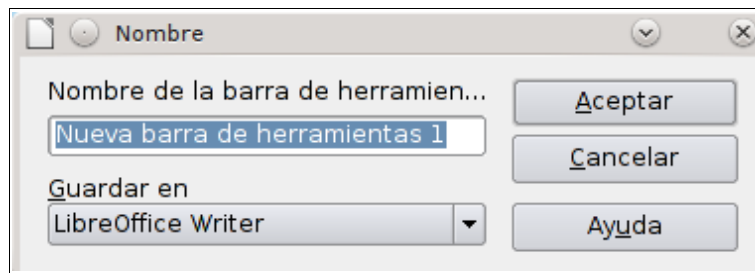 Nombre
Nombre de la barra de herramien...
Aceptar
Nueva barra de herramientas 1
Cancelar
Guardar en
LibreOffice Writer
Ayuda